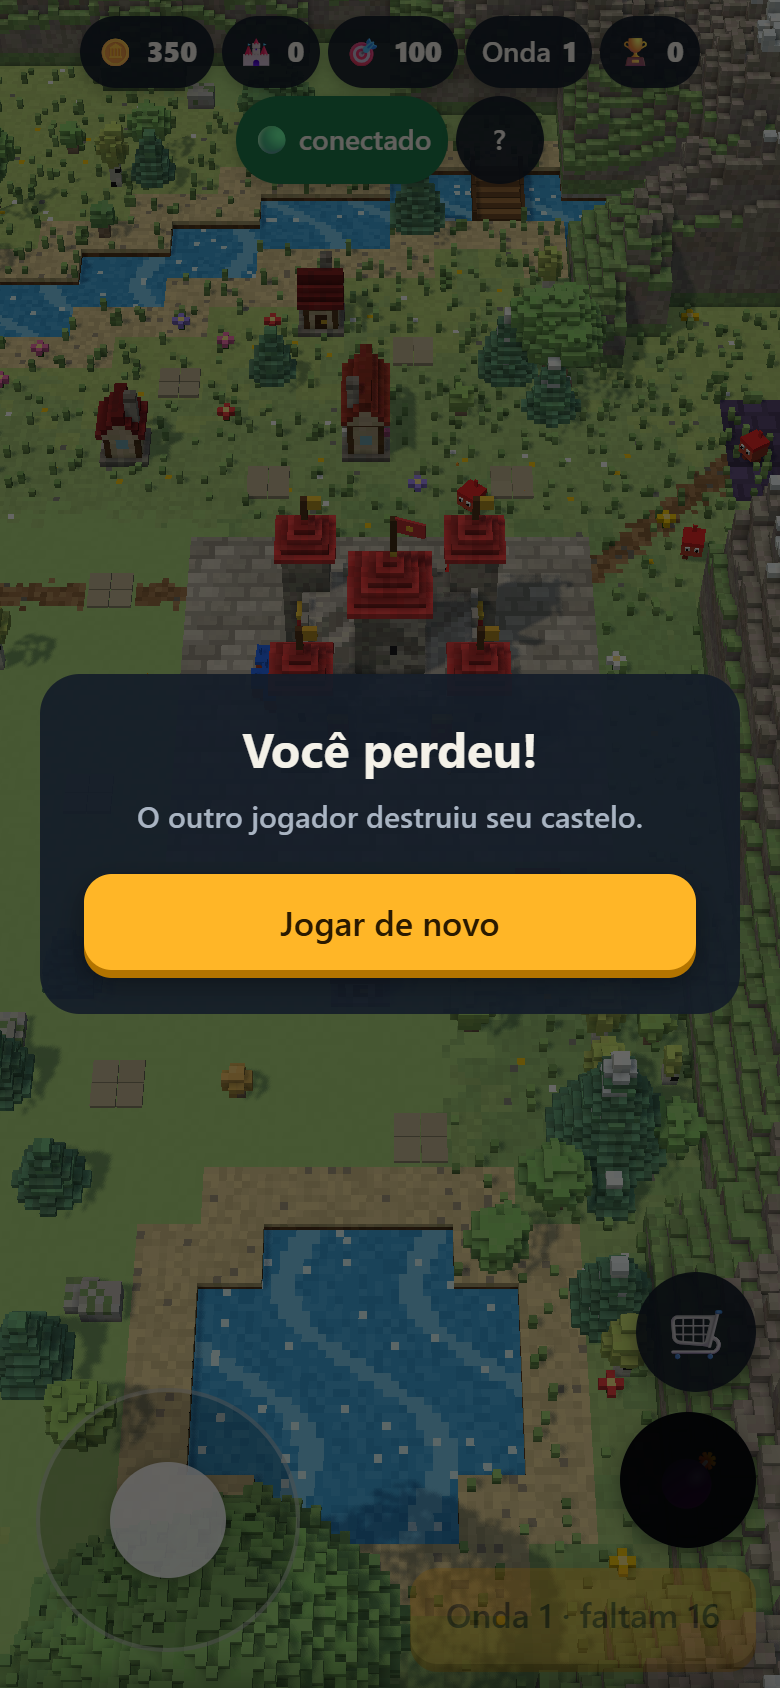 350
0
100
Onda 1
0
conectado
?
Você perdeu!
O outro jogador destruiu seu castelo.
Jogar de novo
Onda 1 · faltam 16